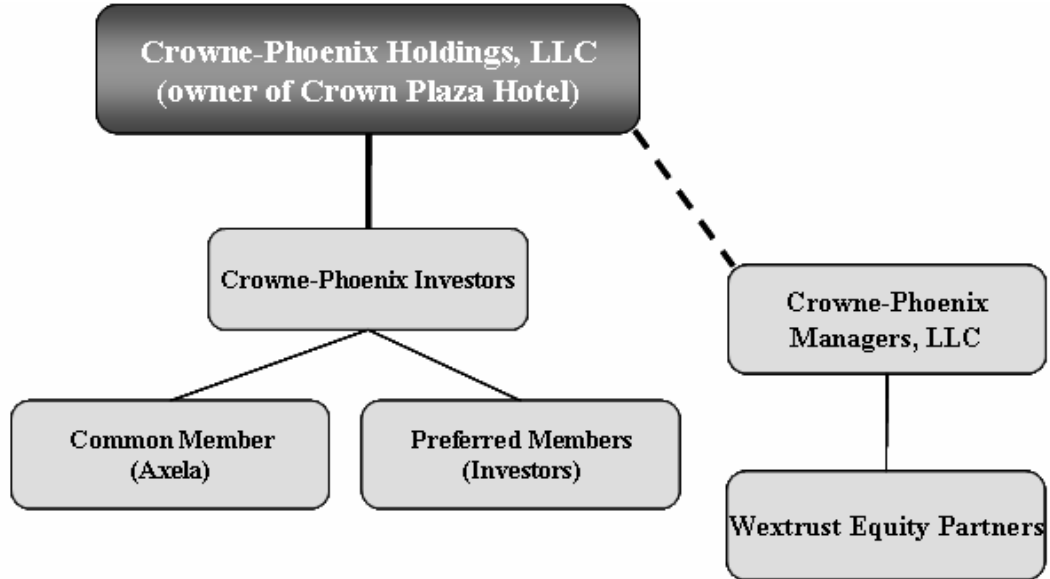 Crowne-Phoenix Holdings, LLC
(owner of Crown Plaza Hotel)
Crowne-Phoenix Investors
Crowne-Phoenix
Managers, LLC
Common Member
(Axela)
Preferred Members
(Investors)
Wextrust Equity Partners